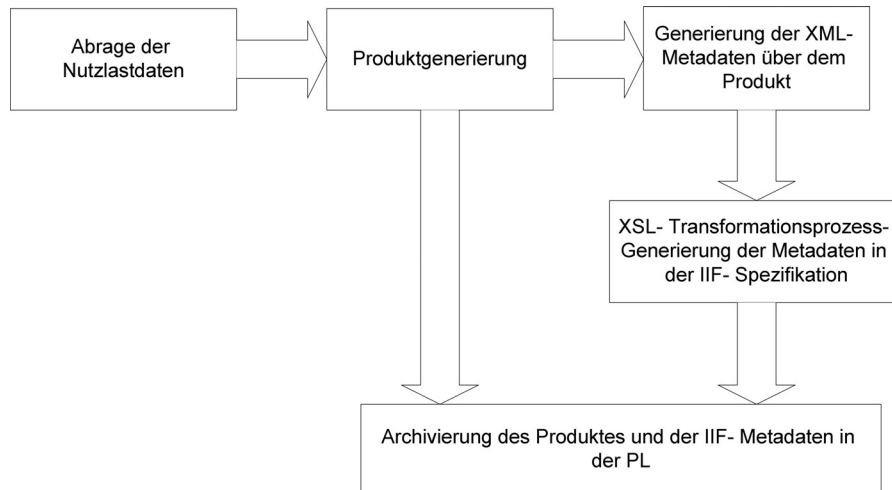 Abrage der
Nutzlastdaten
Produktgenerierung
Generierung der XML-
Metadaten über dem
Produkt
XSL- Transformationsprozess-
Generierung der Metadaten in
der IIF- Spezifikation
Archivierung des Produktes und der IIF- Metadaten in
der PL